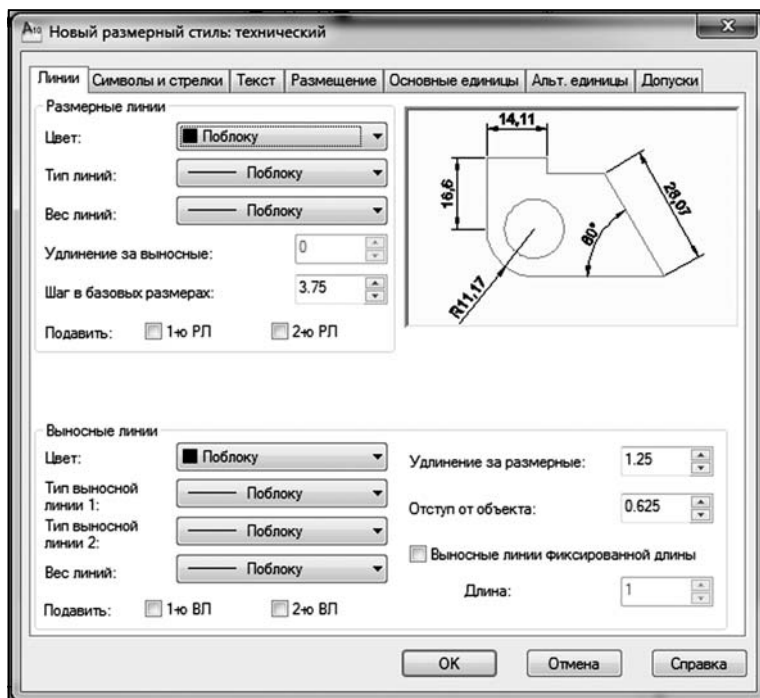 Новый размерный стиль: технический
Линии Символы и стрелки Текст Размещение Основные единицы Альт. единицы Допуски
Размерные линии
Цвет: Поблоку
Тип линий: Поблоку
Вес линий: Поблоку
Удлинение за выносные: 0
Шаг в базовых размерах: 3.75
Подавить: 1-ю РЛ 2-ю РЛ
14,11
16,6
28,07
60°
R11,17
Выносные линии
Цвет: Поблоку
Тип выносной линии 1: Поблоку
Тип выносной линии 2: Поблоку
Вес линий: Поблоку
Подавить: 1-ю ВЛ 2-ю ВЛ
Удлинение за размерные: 1.25
Отступ от объекта: 0.625
Выносные линии фиксированной длины
Длина: 1
ОК Отмена Справка